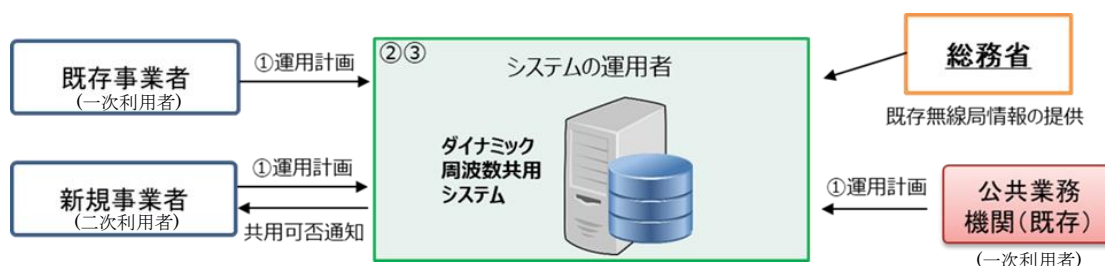 既存事業者
(一次利用者)
①運用計画
新規事業者
(二次利用者)
①運用計画
共用可否通知
②③
システムの運用者
ダイナミック
周波数共用
システム
総務省
既存無線局情報の提供
①運用計画
公共業務
機関(既存)
(一次利用者)